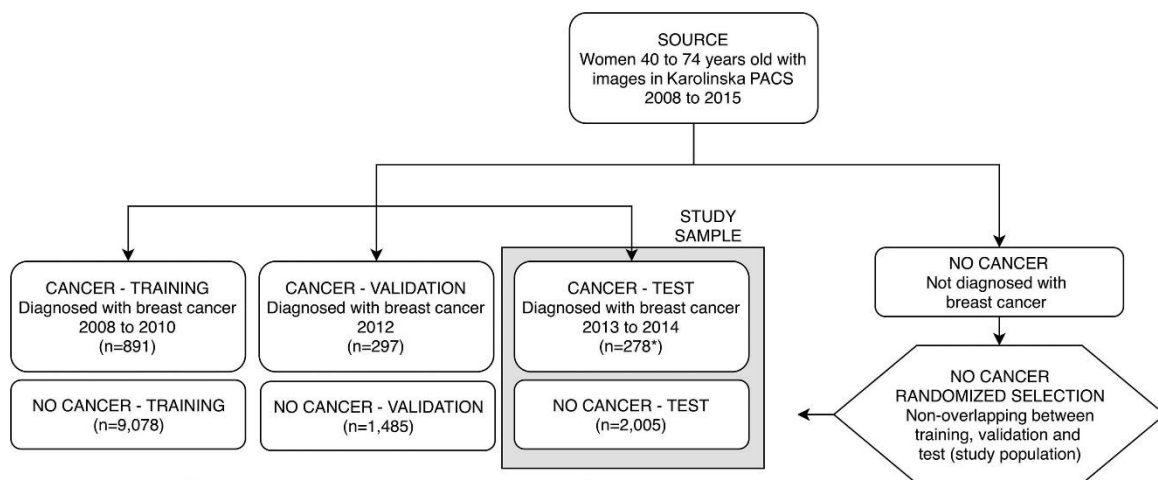 SOURCE
Women 40 to 74 years old with
images in Karolinska PACS
2008 to 2015
STUDY
SAMPLE
CANCER - TRAINING
Diagnosed with breast cancer
2008 to 2010
(n=891)
CANCER - VALIDATION
Diagnosed with breast cancer
2012
(n=297)
CANCER - TEST
Diagnosed with breast cancer
2013 to 2014
(n=278*)
NO CANCER
Not diagnosed with
breast cancer
NO CANCER - TRAINING
(n=9,078)
NO CANCER - VALIDATION
(n=1,485)
NO CANCER - TEST
(n=2,005)
NO CANCER
RANDOMIZED SELECTION
Non-overlapping between
training, validation and
test (study population)